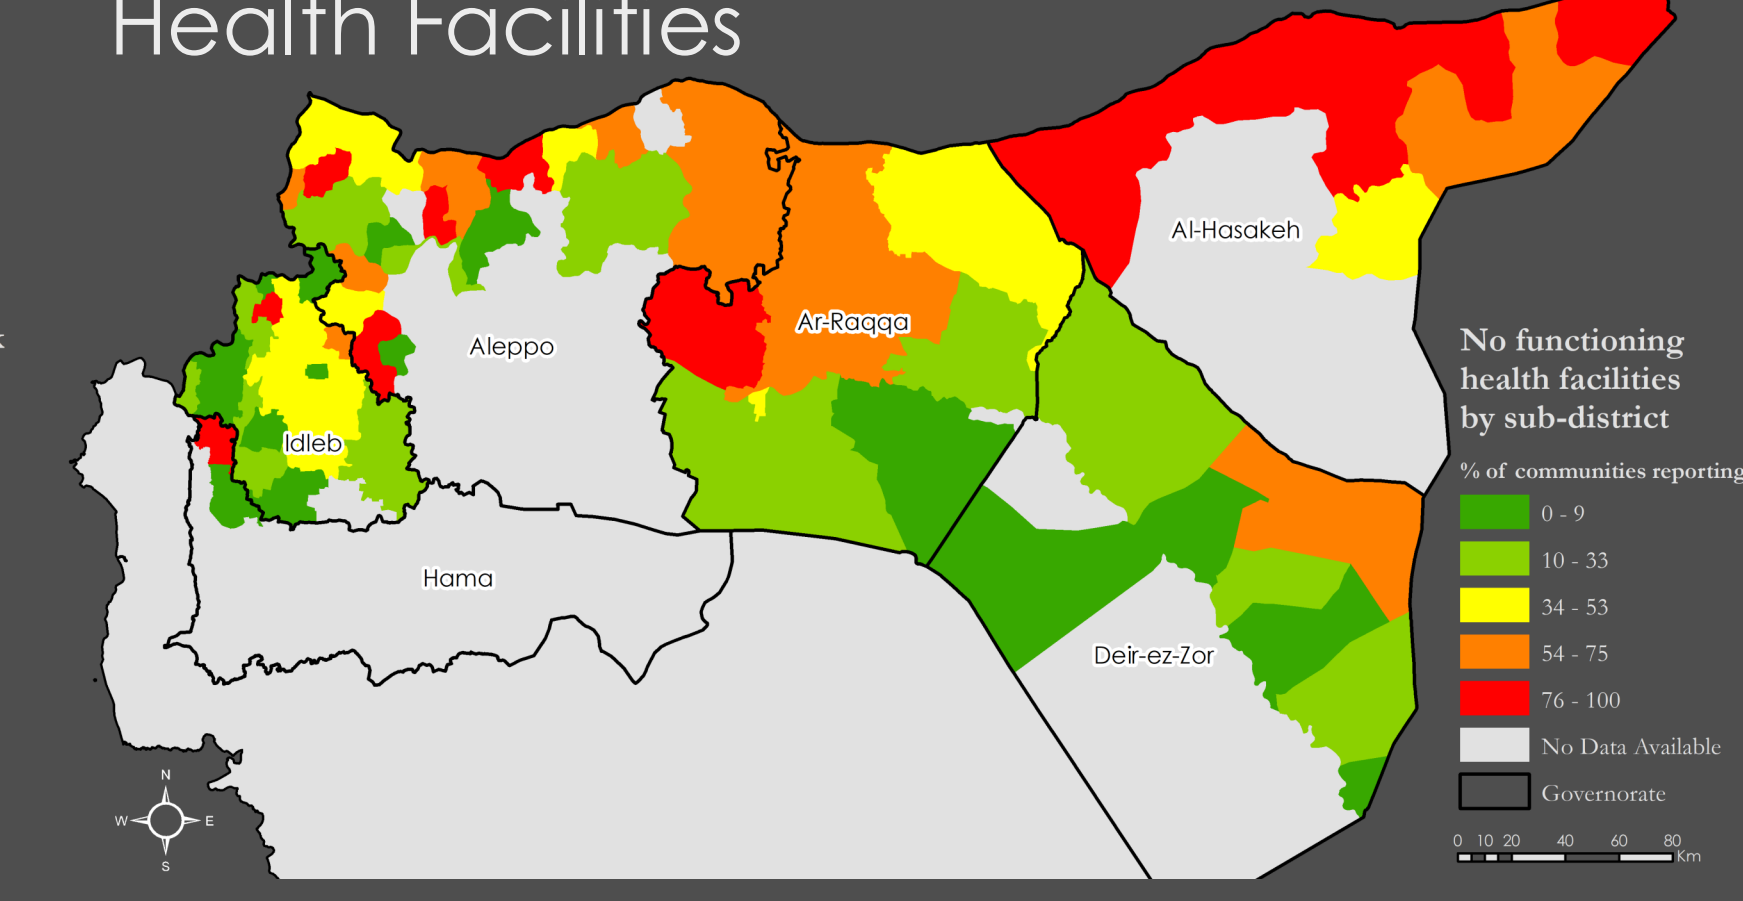 Health Facilities
Al-Hasakeh
Ar-Raqqa
Aleppo
Idleb
Hama
Deir-ez-Zor
No functioning
health facilities
by sub-district
% of communities reporting
0 - 9
10 - 33
34 - 53
54 - 75
76 - 100
No Data Available
Governorate
0 10 20 40 60 80
Km
N
W E
S